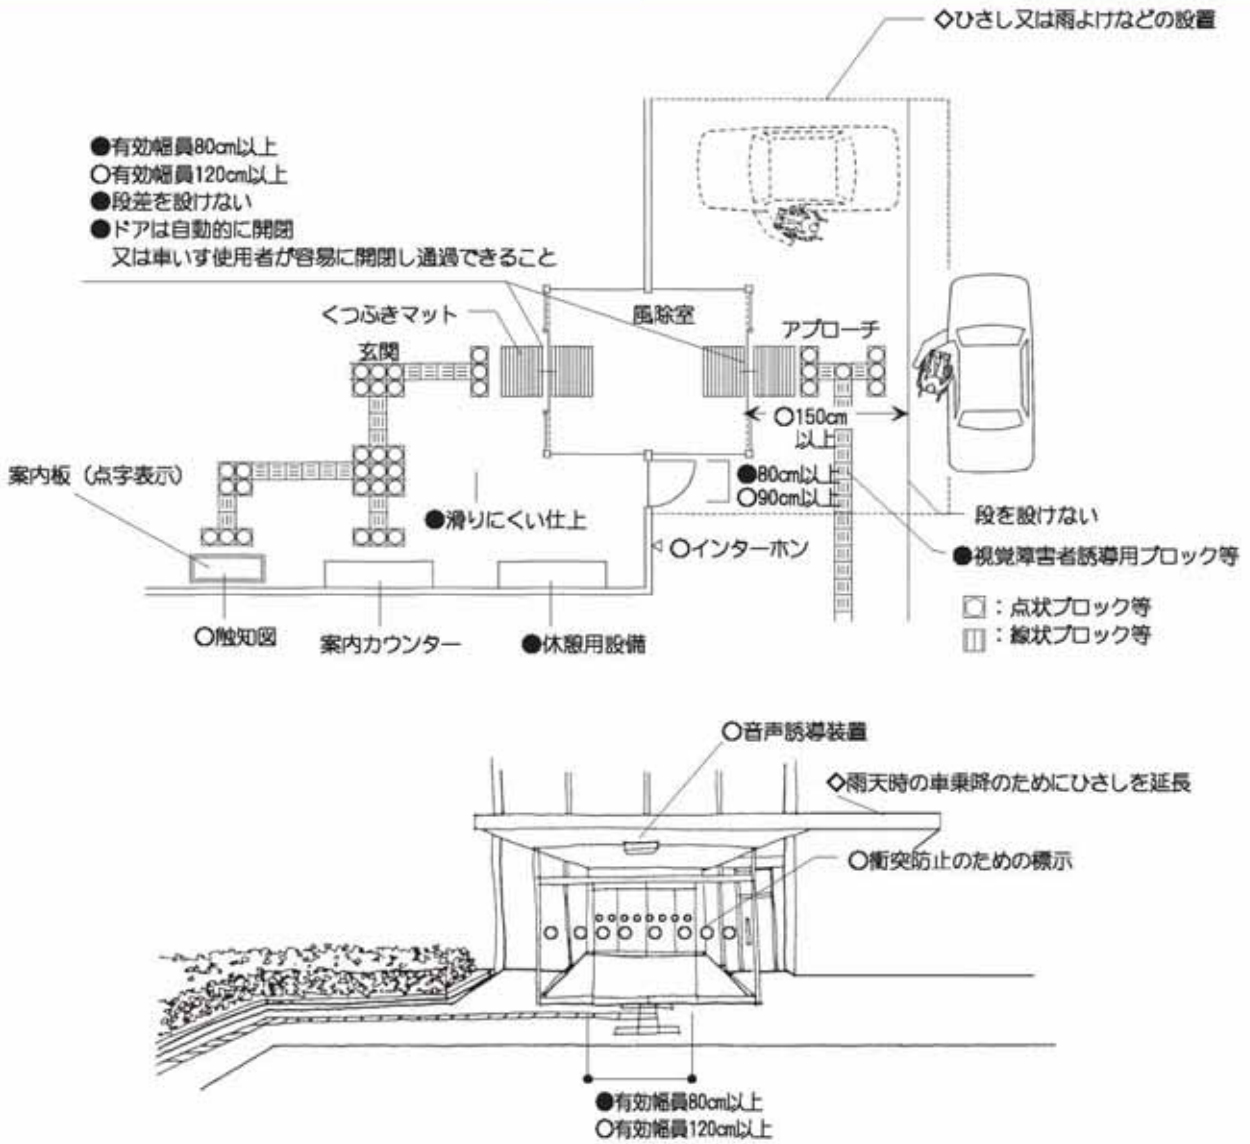 ◇ひさし又は雨よけなどの設置
●有効幅員80cm以上
○有効幅員120cm以上
●段差を設けない
●ドアは自動的に開閉
又は車いす使用者が容易に開閉し通過できること
くつふきマット
風除室
アプローチ
玄関
○150cm
以上
案内板（点字表示）
●80cm以上
○90cm以上
●滑りにくい仕上
段を設けない
○インターホン
●視覚障害者誘導用ブロック等
：点状ブロック等
：線状ブロック等
○触知図
案内カウンター
●休憩用設備
○音声誘導装置
◇雨天時の車乗降のためにひさしを延長
○衝突防止のための標示
●有効幅員80cm以上
○有効幅員120cm以上